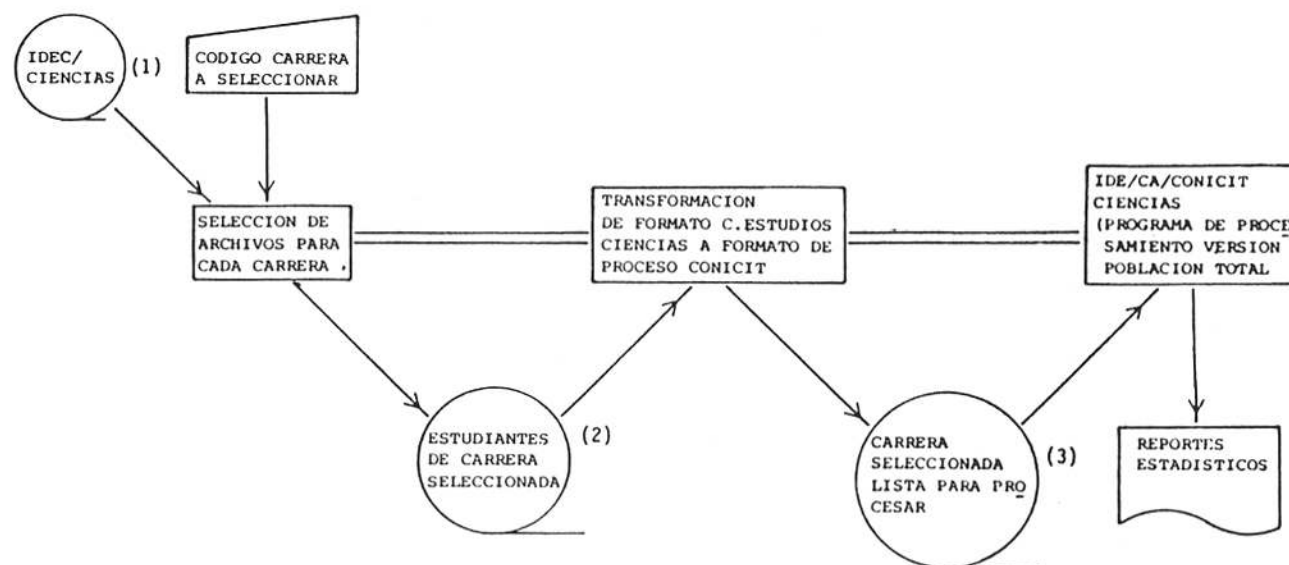 IDEC/
CIENCIAS
(1)
CODIGO CARRERA
A SELECCIONAR
SELECCION DE
ARCHIVOS PARA
CADA CARRERA .
TRANSFORMACION
DE FORMATO C.ESTUDIOS
CIENCIAS A FORMATO DE
PROCESO CONICIT
IDE/CA/CONICIT
CIENCIAS
(PROGRAMA DE PROCE
SAMIENTO VERSION
POBLACION TOTAL
ESTUDIANTES
DE CARRERA
SELECCIONADA
(2)
CARRERA
SELECCIONADA
LISTA PARA PRO
CESAR
(3)
REPORTES
ESTADISTICOS